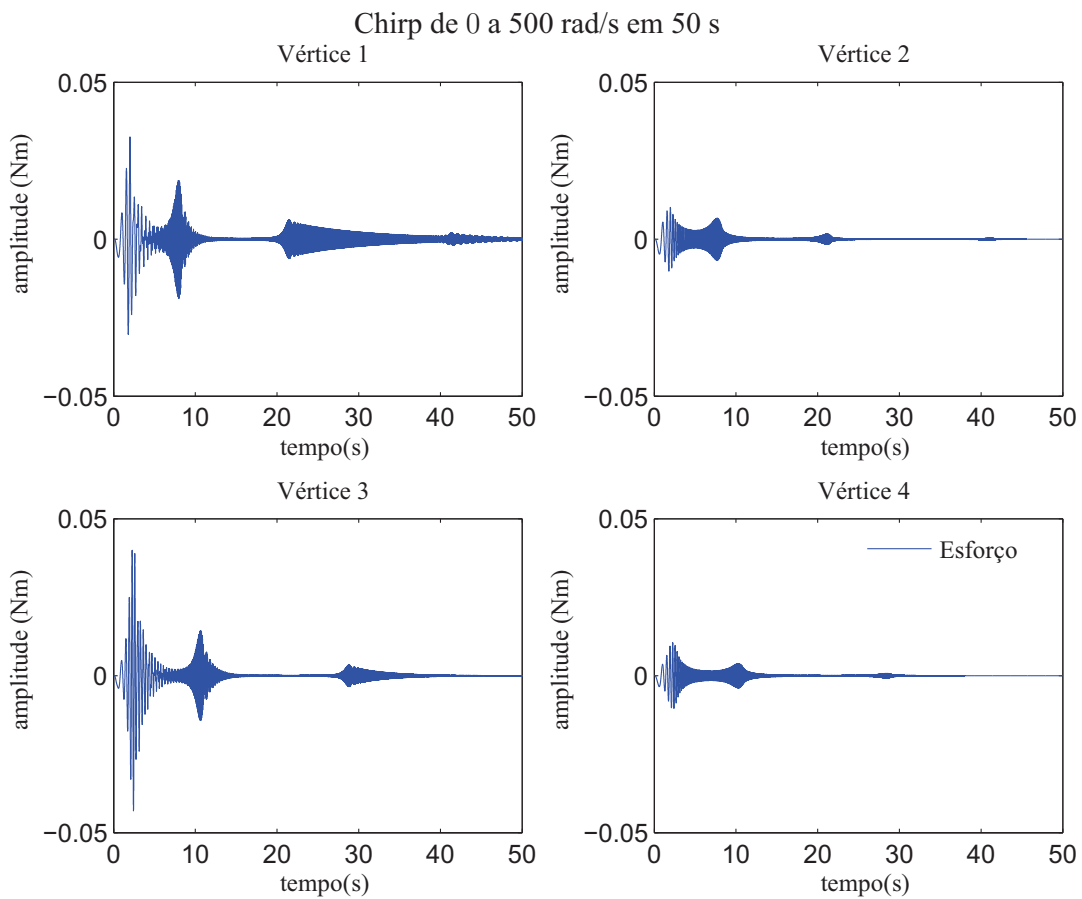 Chirp de 0 a 500 rad/s em 50 s
Vértice 1
0.05
0
−0.05
amplitude (Nm)
0 10 20 30 40 50
tempo(s)
Vértice 2
0.05
0
−0.05
amplitude (Nm)
0 10 20 30 40 50
tempo(s)
Vértice 3
0.05
0
−0.05
amplitude (Nm)
0 10 20 30 40 50
tempo(s)
Vértice 4
0.05
0
−0.05
amplitude (Nm)
Esforço
0 10 20 30 40 50
tempo(s)